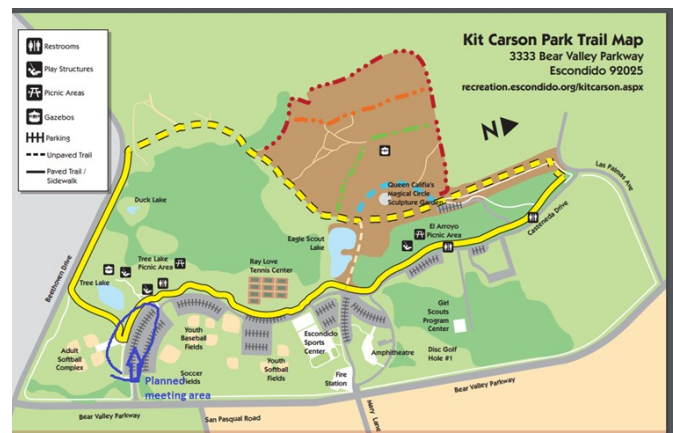 Kit Carson Park Trail Map
3333 Bear Valley Parkway
Escondido 92025
recreation.escondido.org/kitcarson.aspx
Restrooms
Play Structures
Picnic Areas
Gazebos
Parking
Unpaved Trail
Paved Trail /
Sidewalk
N
Las Palmas Ave
Queen Califia's
Magical Circle
Sculpture Garden
Duck Lake
El Arroyo
Picnic Area
Casteneda Drive
Eagle Scout
Lake
Beethoven Drive
Tree Lake
Picnic Area
Ray Love
Tennis Center
Tree Lake
Girl
Scouts
Program
Center
Youth
Baseball
Fields
Escondido
Sports
Center
Adult
Softball
Complex
Amphitheatre
Disc Golf
Hole #1
Youth
Softball
Fields
Soccer
Fields
Fire
Station
Planned
meeting area
Bear Valley Parkway
Bear Valley Parkway
San Pasqual Road
Mary Lane